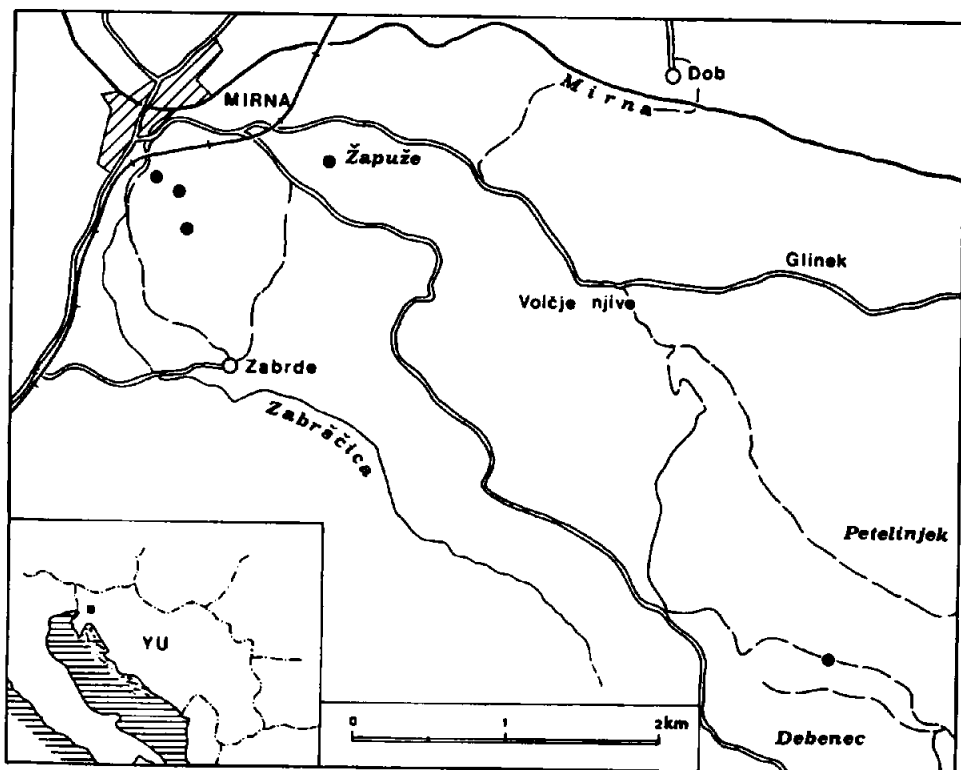 Dob
Mirna
MIRNA
Žapuže
Glinek
Volčje njive
Zabrde
Zabrščica
Petelinjek
YU
0 1 2km
Debenec